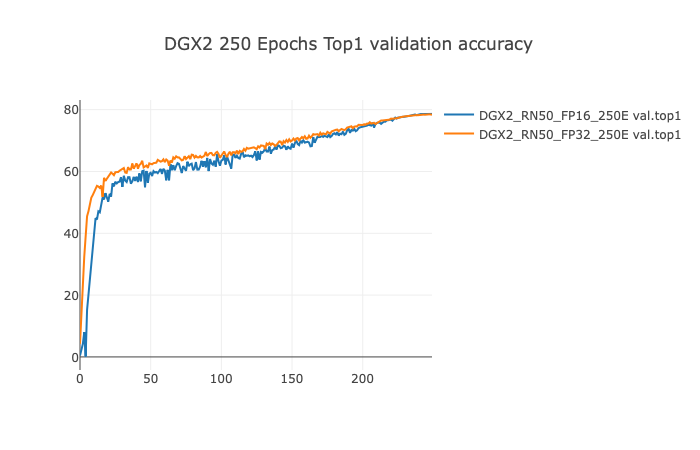 DGX2 250 Epochs Top1 validation accuracy
DGX2_RN50_FP16_250E val.top1
DGX2_RN50_FP32_250E val.top1
80
60
40
20
0
0 50 100 150 200